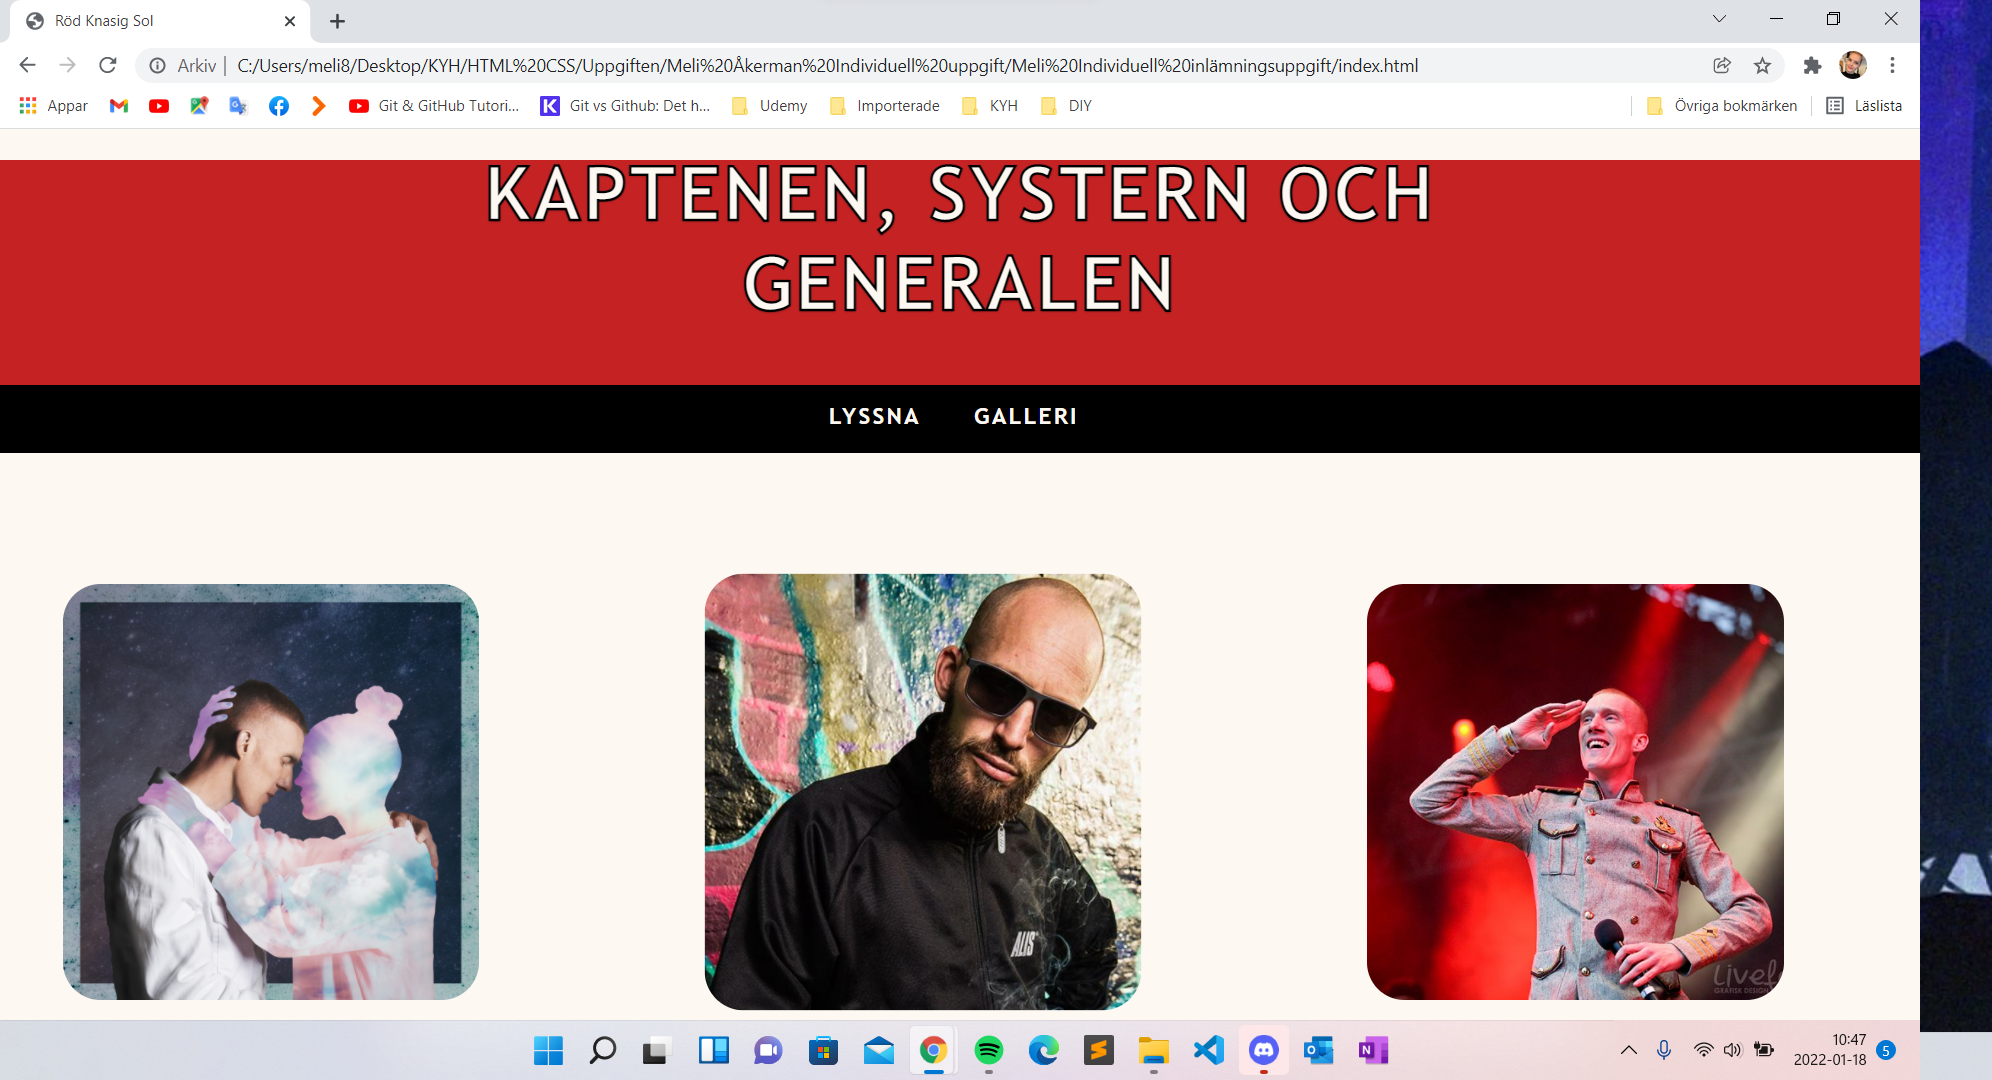 Röd Knasig Sol
Arkiv | C:/Users/meli8/Desktop/KYH/HTML%20CSS/Uppgiften/Meli%20Åkerman%20Individuell%20uppgift/Meli%20Individuell%20inlämningsuppgift/index.html
Appar Git & GitHub Tutori... K Git vs Github: Det h... Udemy Importerade KYH DIY Övriga bokmärken Läslista
KAPTENEN, SYSTERN OCH
GENERALEN
LYSSNA GALLERI
ALIS
Livef
GRAFISK DESIGN
10:47
2022-01-18
5